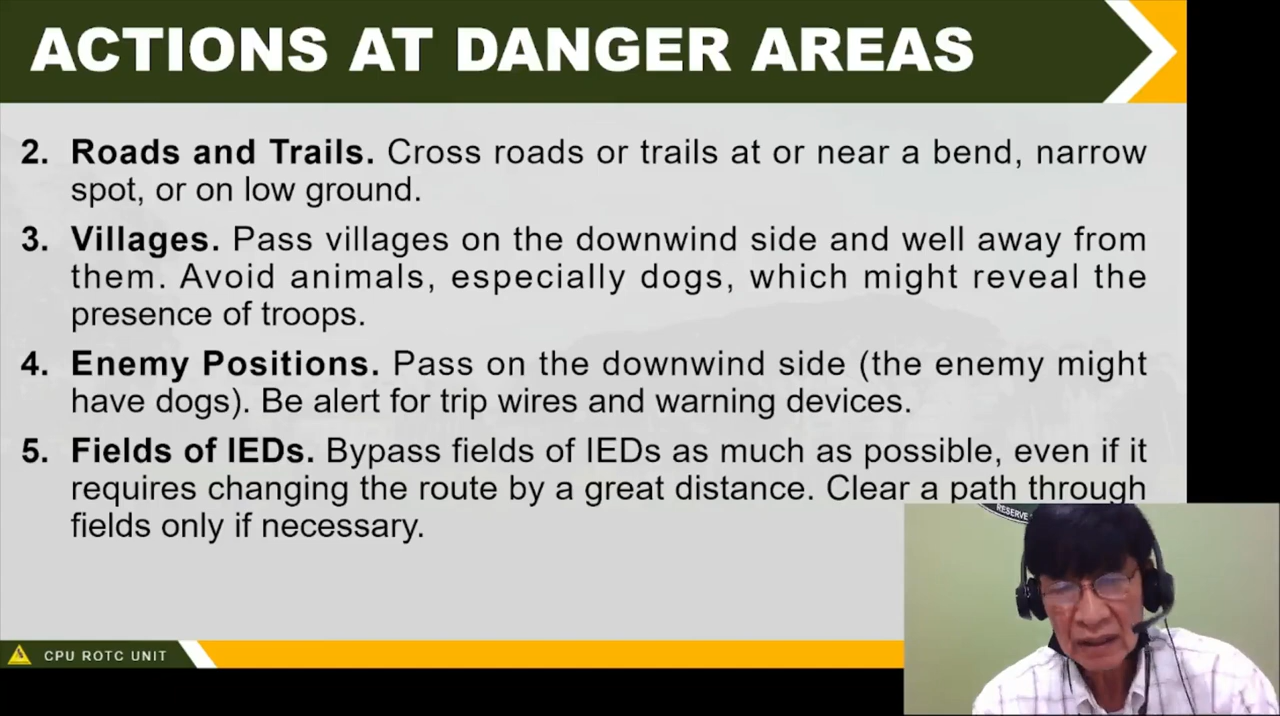 ACTIONS AT DANGER AREAS
2. Roads and Trails. Cross roads or trails at or near a bend, narrow
spot, or on low ground.
3. Villages. Pass villages on the downwind side and well away from
them. Avoid animals, especially dogs, which might reveal the
presence of troops.
4. Enemy Positions. Pass on the downwind side (the enemy might
have dogs). Be alert for trip wires and warning devices.
5. Fields of IEDs. Bypass fields of IEDs as much as possible, even if it
requires changing the route by a great distance. Clear a path through
fields only if necessary.
RESERVE
CPU ROTC UNIT